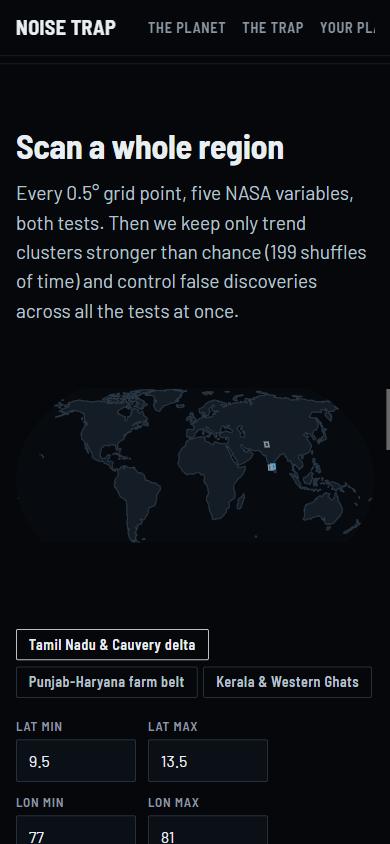 NOISE TRAP THE PLANET THE TRAP YOUR
Scan a whole region
Every 0.5° grid point, five NASA variables,
both tests. Then we keep only trend
clusters stronger than chance (199 shuffles
of time) and control false discoveries
across all the tests at once.
Tamil Nadu & Cauvery delta
Punjab-Haryana farm belt Kerala & Western Ghats
LAT MIN LAT MAX
9.5 13.5
LON MIN LON MAX
77 81